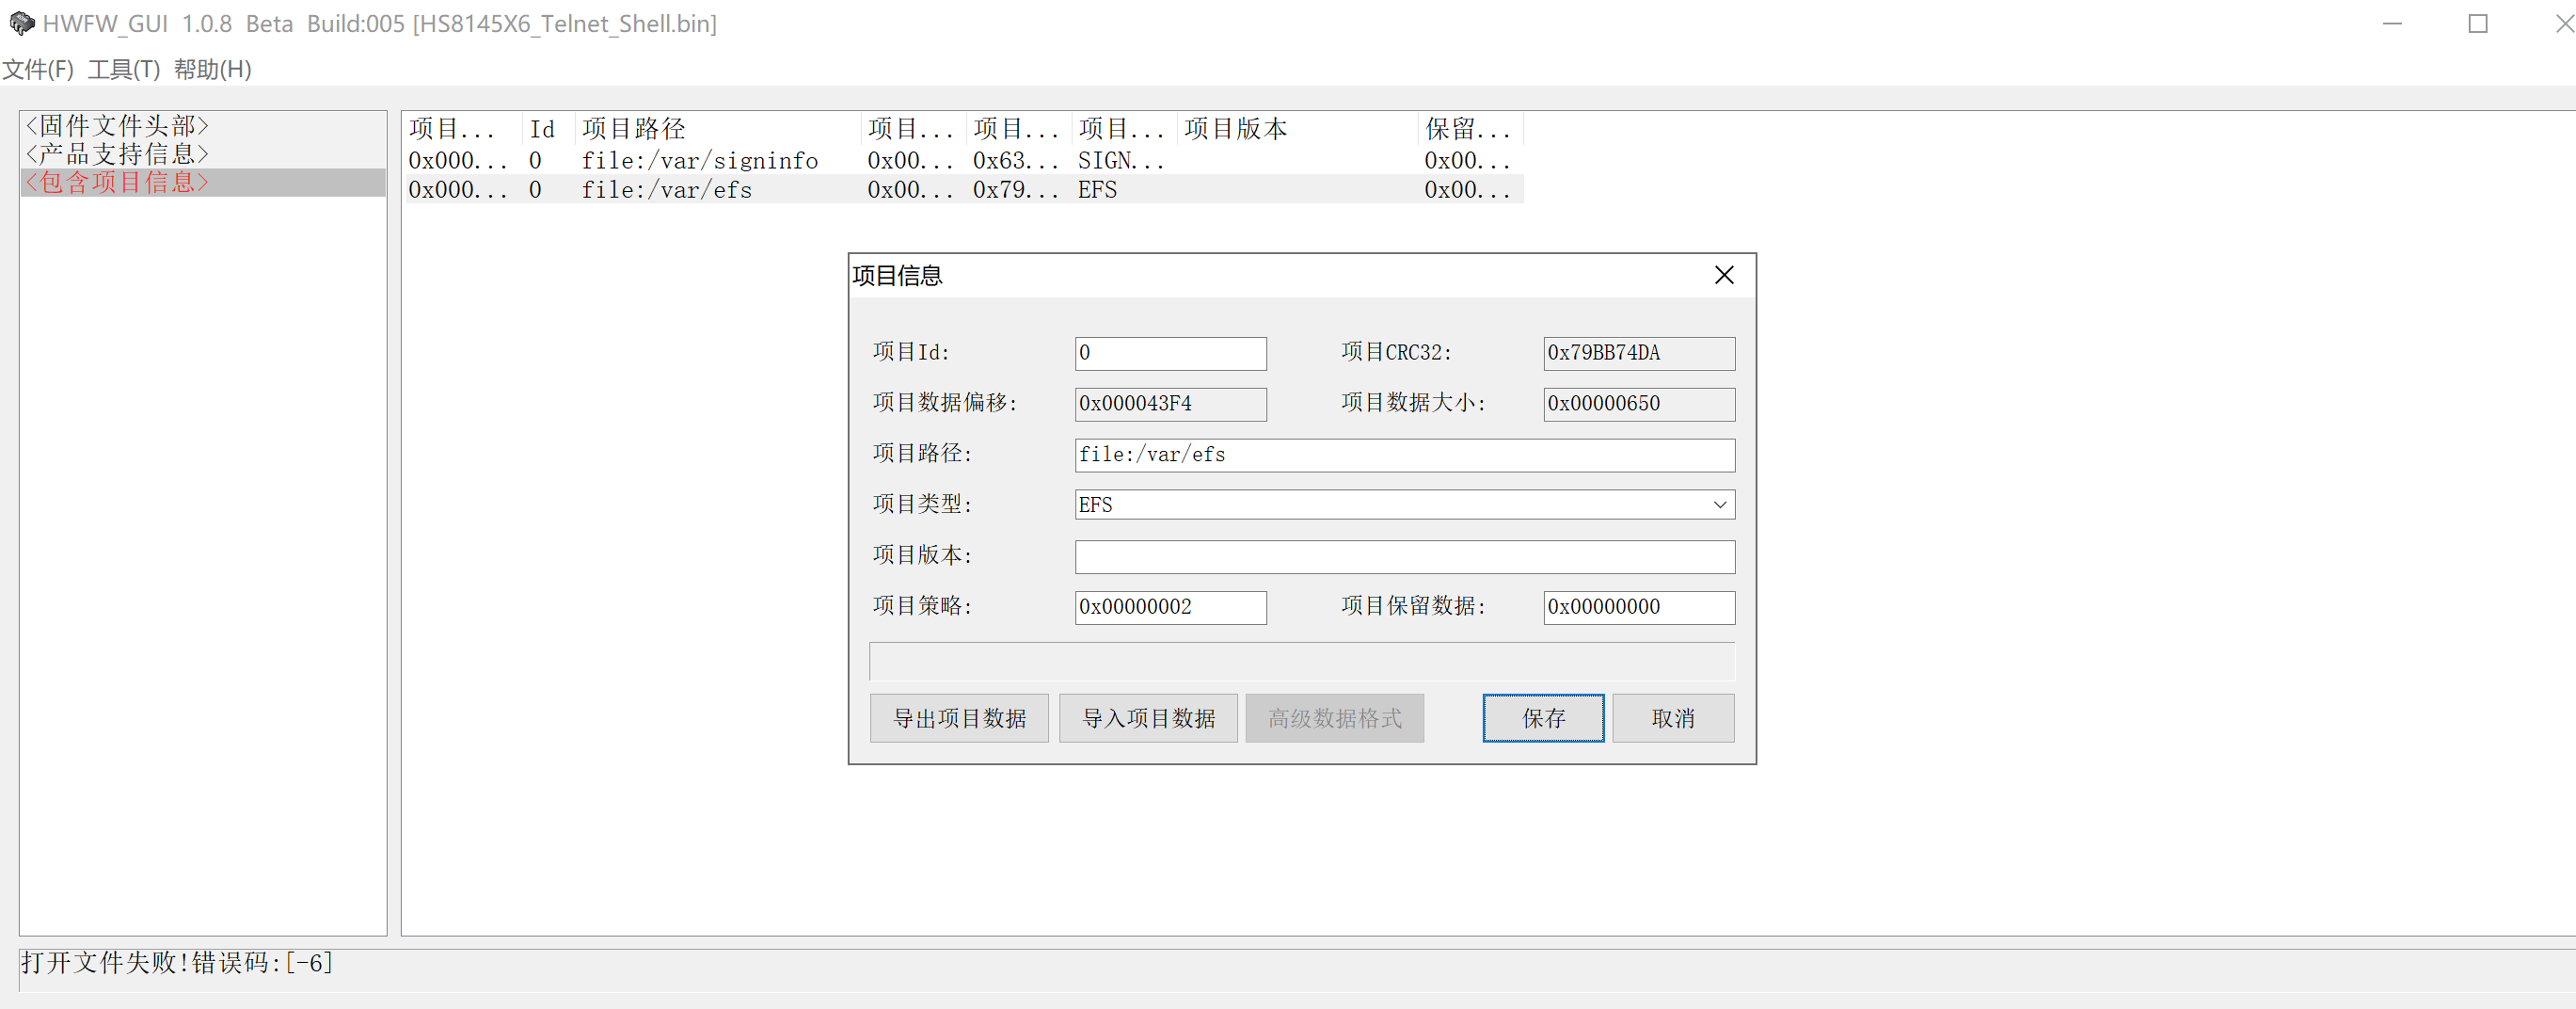 HWFW_GUI 1.0.8 Beta Build:005 [HS8145X6_Telnet_Shell.bin]
文件(F) 工具(T) 帮助(H)
<固件文件头部>
<产品支持信息>
<包含项目信息>
项目... Id 项目路径 项目... 项目... 项目... 项目版本 保留...
0x000... 0 file:/var/signinfo 0x00... 0x63... SIGN... 0x00...
0x000... 0 file:/var/efs 0x00... 0x79... EFS 0x00...
项目信息
项目Id: 0 项目CRC32: 0x79BB74DA
项目数据偏移: 0x000043F4 项目数据大小: 0x00000650
项目路径: file:/var/efs
项目类型: EFS
项目版本:
项目策略: 0x00000002 项目保留数据: 0x00000000
导出项目数据 导入项目数据 高级数据格式 保存 取消
打开文件失败!错误码:[-6]